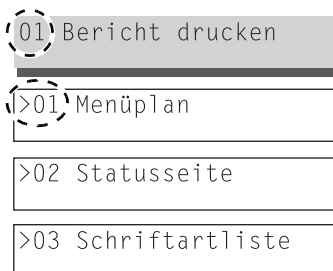 01 Bericht drucken
>01 Menüplan
>02 Statusseite
>03 Schriftartliste